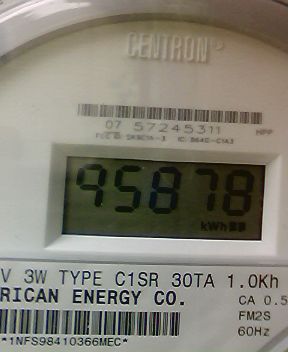 CENTRON
07 57245311
95878
kWh
V 3W TYPE C1SR 30TA 1.0Kh
RICAN ENERGY CO.
CA 0.5
FM2S
60Hz
*1NFS98410366MEC*